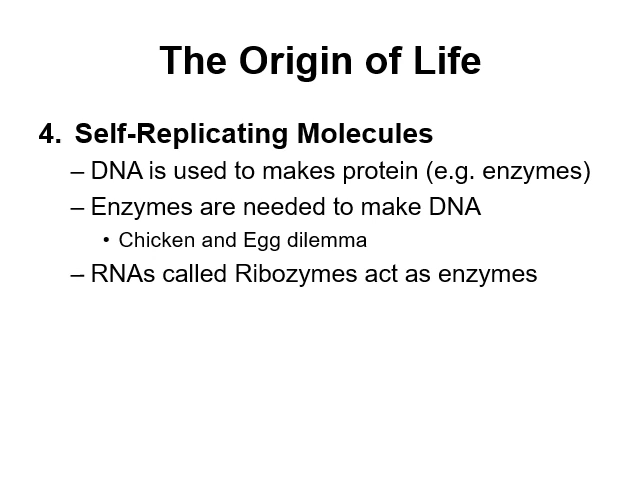 The Origin of Life
4. Self-Replicating Molecules
– DNA is used to makes protein (e.g. enzymes)
– Enzymes are needed to make DNA
• Chicken and Egg dilemma
– RNAs called Ribozymes act as enzymes